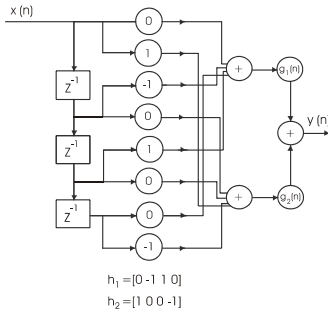 x (n)
0
1
Z⁻¹
-1
0
Z⁻¹
1
0
Z⁻¹
0
-1
+
g₁(n)
+
y (n)
+
g₂(n)
h₁=[0 -1 1 0]
h₂=[1 0 0 -1]